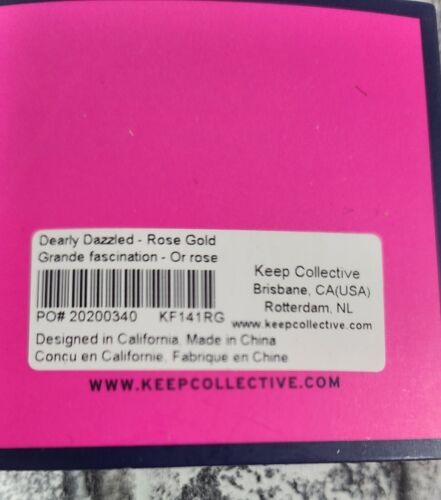 Dearly Dazzled - Rose Gold
Grande fascination - Or rose
PO# 20200340 KF141RG
Keep Collective
Brisbane, CA(USA)
Rotterdam, NL
www.keepcollective.com
Designed in California. Made in China
Concu en Californie. Fabrique en Chine
WWW.KEEPCOLLECTIVE.COM